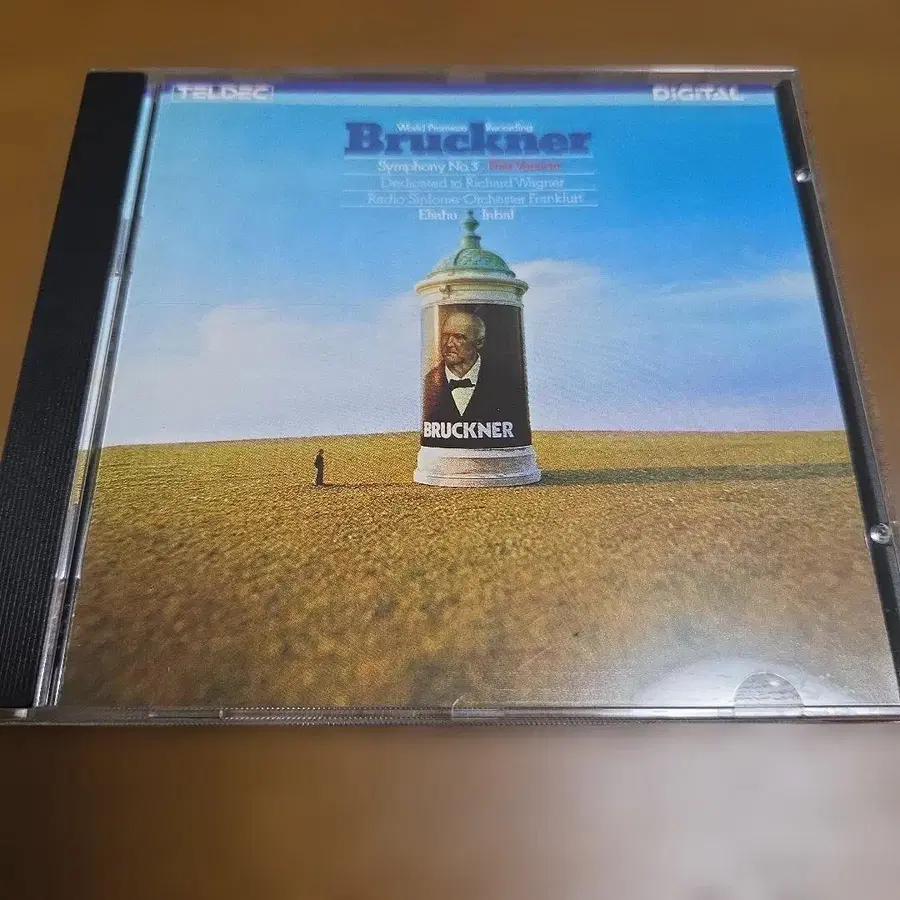 TELDEC
DIGITAL
World Premiere Recording
Bruckner
Symphony No. 3 First Version
Dedicated to Richard Wagner
Radio-Sinfonie-Orchester Frankfurt
Eliahu Inbal
BRUCKNER